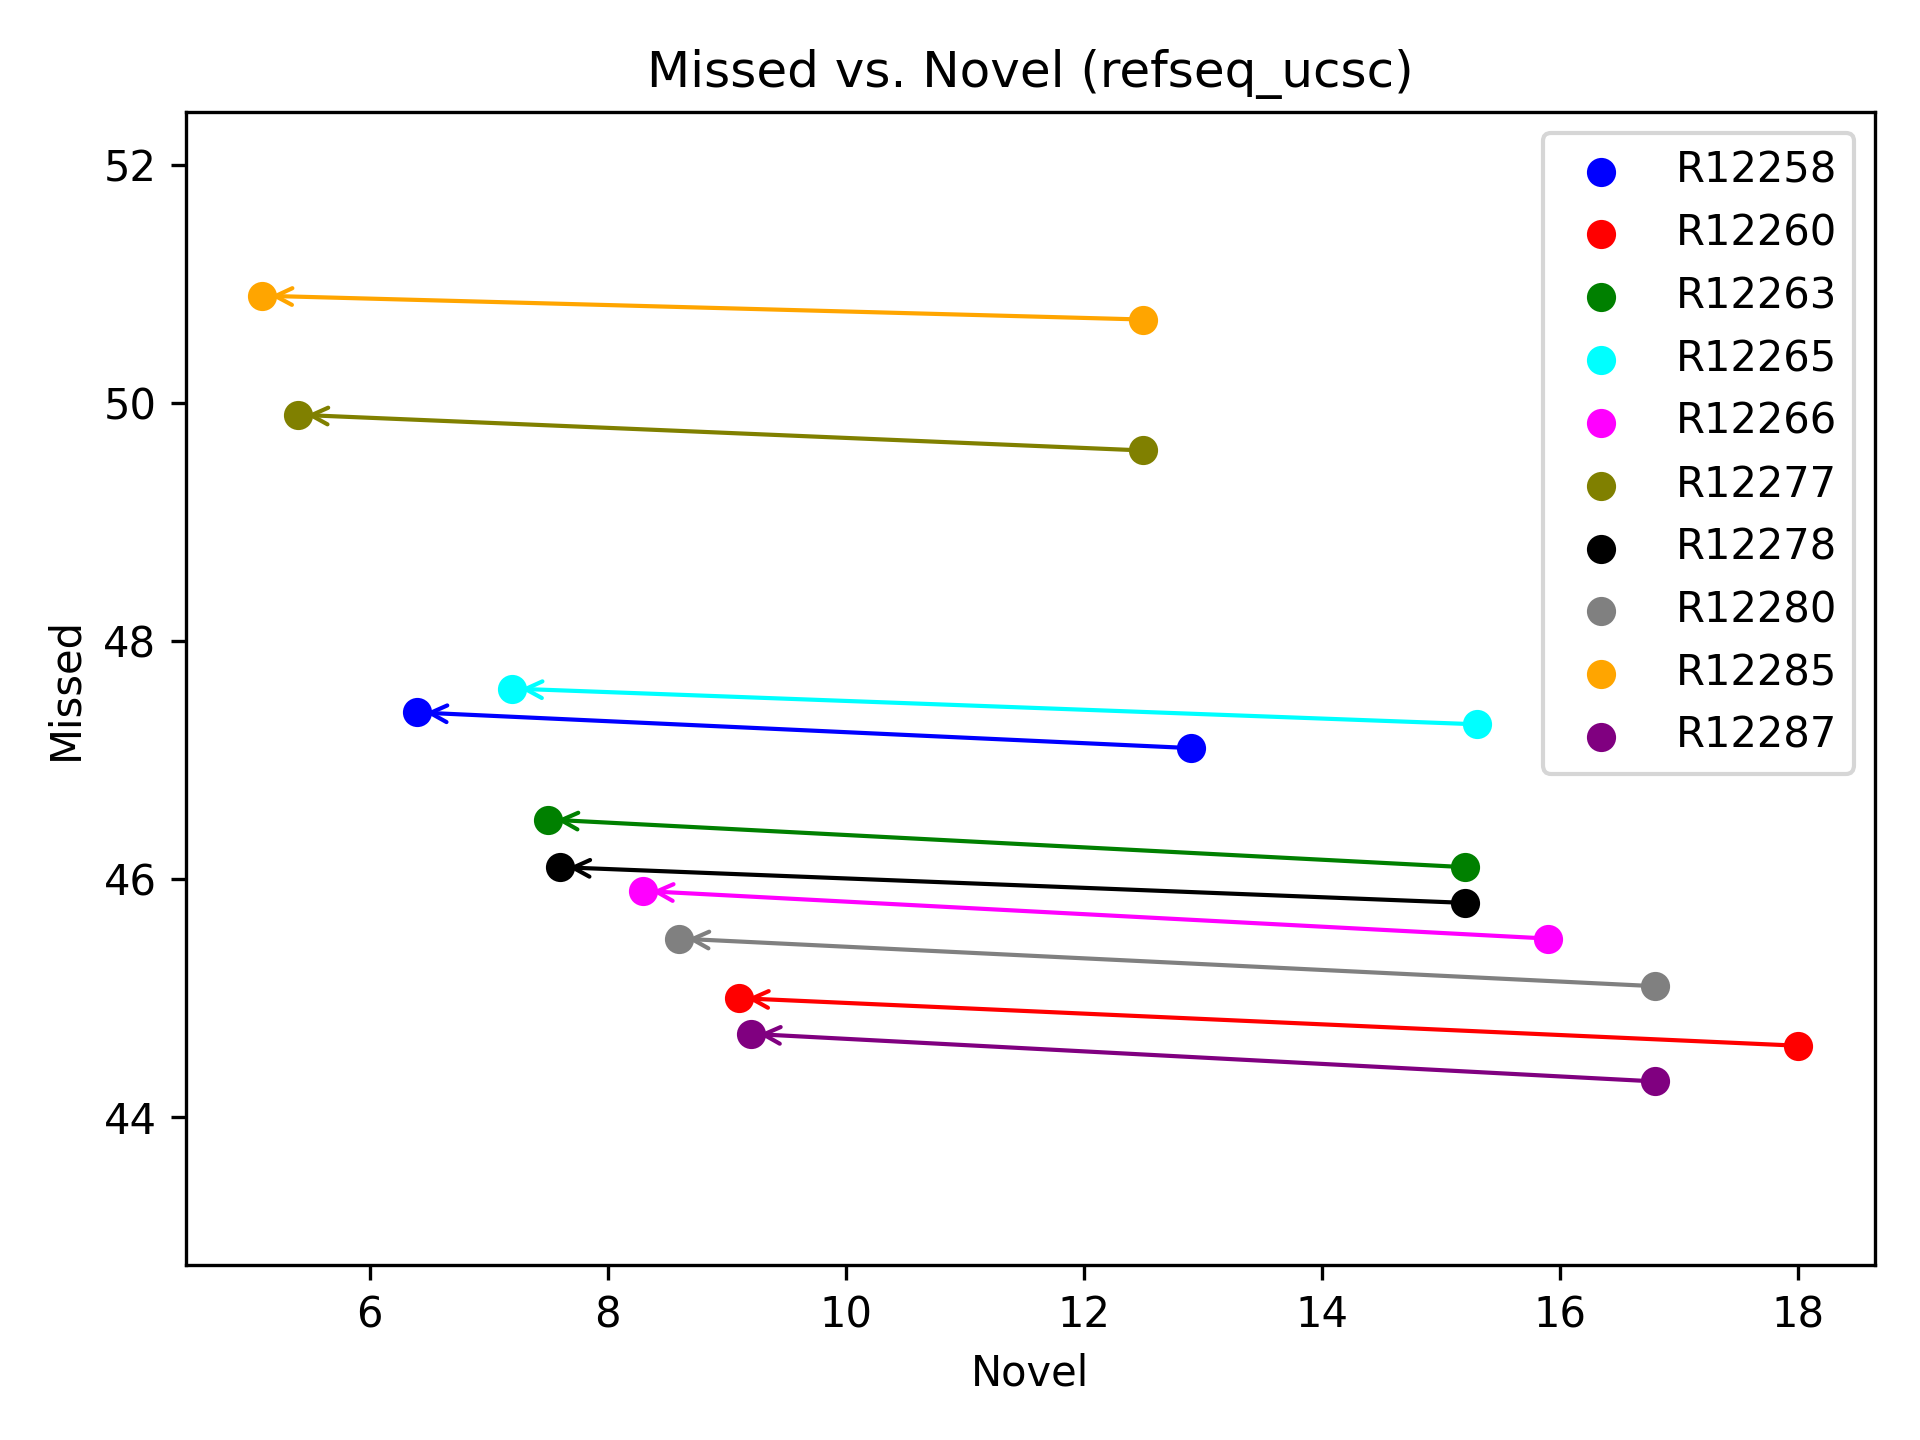 Missed vs. Novel (refseq_ucsc)
52
50
48
46
44
Missed
6 8 10 12 14 16 18
Novel
R12258
R12260
R12263
R12265
R12266
R12277
R12278
R12280
R12285
R12287